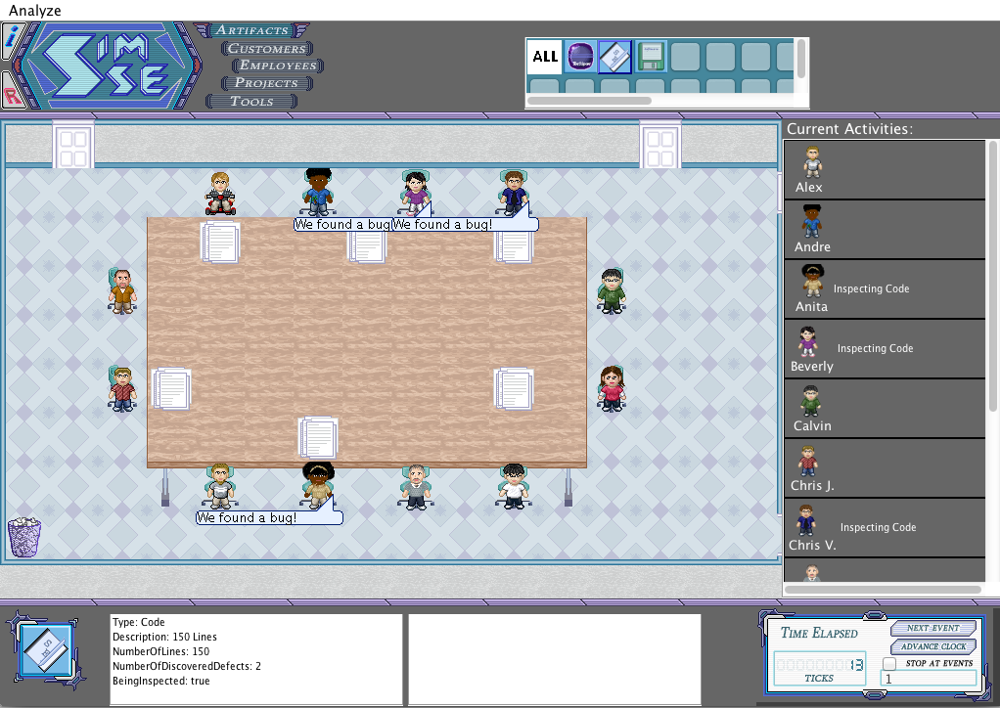 Analyze
i
R
SIMSE
ARTIFACTS
CUSTOMERS
EMPLOYEES
PROJECTS
TOOLS
ALL
Current Activities:
Alex
Andre
Anita
Inspecting Code
Beverly
Inspecting Code
Calvin
Chris J.
Chris V.
Inspecting Code
We found a bug
We found a bug!
We found a bug!
Type: Code
Description: 150 Lines
NumberOfLines: 150
NumberOfDiscoveredDefects: 2
BeingInspected: true
TIME ELAPSED
13
TICKS
NEXT EVENT
ADVANCE CLOCK
STOP AT EVENTS
1